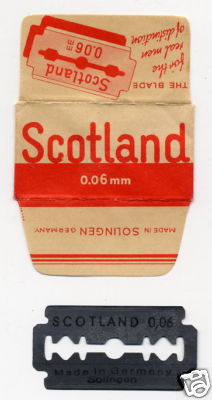 THE BLADE
for the
real men
of distinction
Scotland
0.06 m
Scotland
0.06 mm
MADE IN SOLINGEN GERMANY
SCOTLAND 0,06
Made in Germany
Solingen